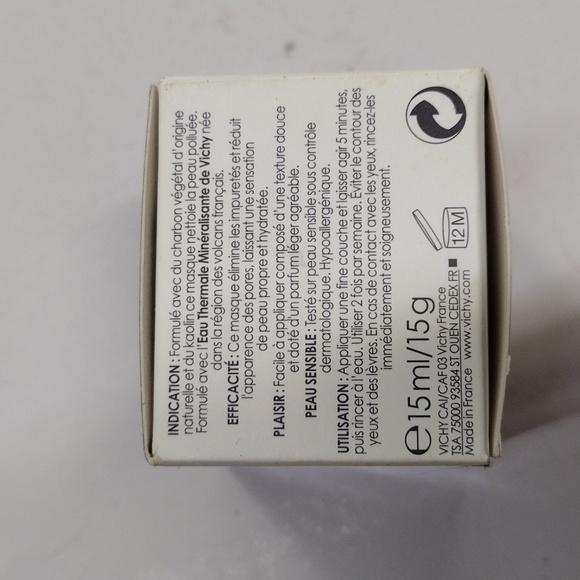 INDICATION : Formulé avec du charbon végétal d'origine
naturelle et du kaolin ce masque nettoie la peau polluée.
Formulé avec l'Eau Thermale Minéralisante de Vichy née
dans la région des volcans français.
EFFICACITÉ : Ce masque élimine les impuretés et réduit
l'apparence des pores, laissant une sensation
de peau propre et hydratée.
PLAISIR : Facile à appliquer composé d'une texture douce
et doté d'un parfum léger agréable.
PEAU SENSIBLE : Testé sur peau sensible sous contrôle
dermatologique. Hypoallergénique.
UTILISATION : Appliquer une fine couche et laisser agir 5 minutes,
puis rincer à l'eau. Utiliser 2 fois par semaine. Eviter le contour des
yeux et des lèvres. En cas de contact avec les yeux, rincez-les
immédiatement et soigneusement.
e 15 ml/15 g
12 M
VICHY CAI/CAF 03 Vichy France
TSA 75000 93584 ST OUEN CEDEX FR
Made in France www.vichy.com